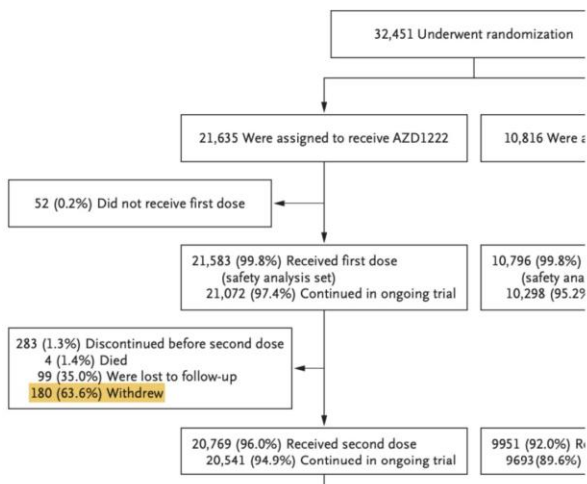 32,451 Underwent randomization
21,635 Were assigned to receive AZD1222
10,816 Were
52 (0.2%) Did not receive first dose
21,583 (99.8%) Received first dose
(safety analysis set)
21,072 (97.4%) Continued in ongoing trial
10,796 (99.8%)
(safety ana
10,298 (95.2%
283 (1.3%) Discontinued before second dose
4 (1.4%) Died
99 (35.0%) Were lost to follow-up
180 (63.6%) Withdrew
20,769 (96.0%) Received second dose
20,541 (94.9%) Continued in ongoing trial
9951 (92.0%) R
9693(89.6%)